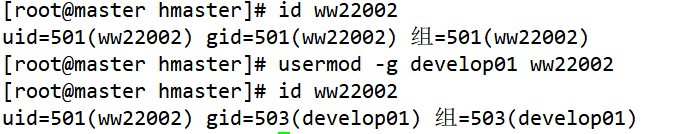 [root@master hmaster]# id ww22002
uid=501(ww22002) gid=501(ww22002) 组=501(ww22002)
[root@master hmaster]# usermod -g develop01 ww22002
[root@master hmaster]# id ww22002
uid=501(ww22002) gid=503(develop01) 组=503(develop01)